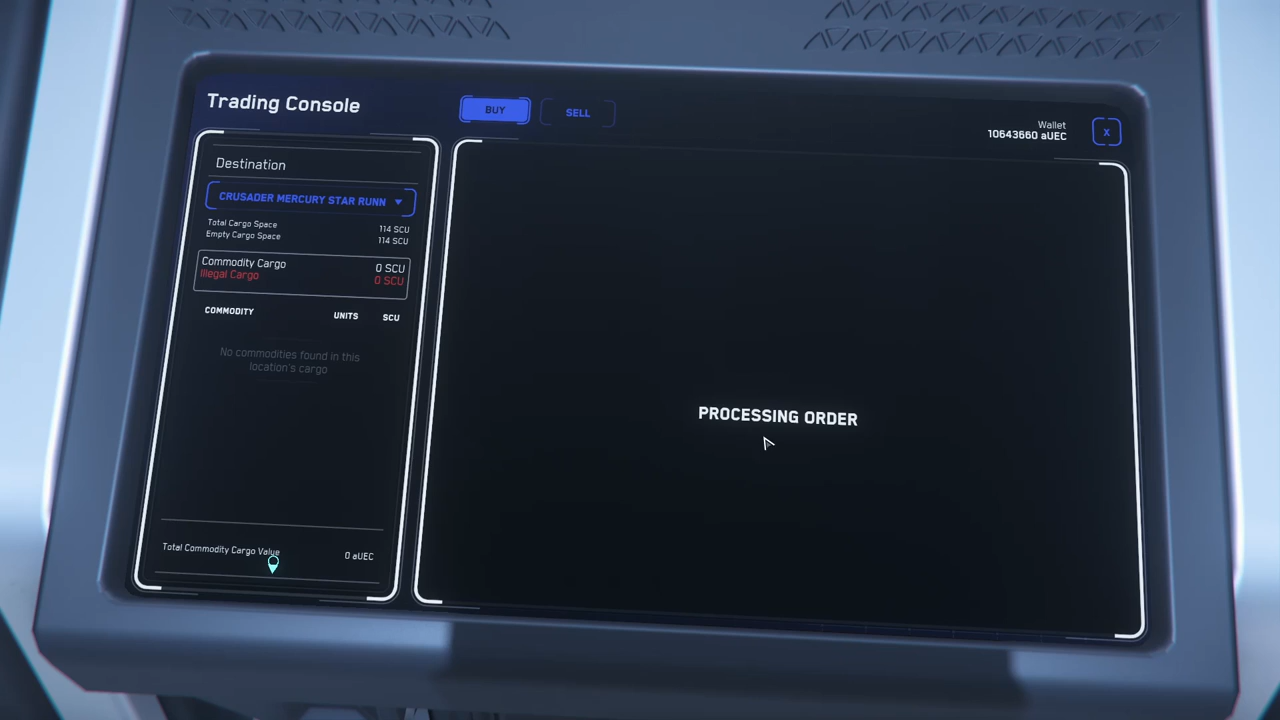 Trading Console
BUY
SELL
Wallet
10643660 aUEC
X
Destination
CRUSADER MERCURY STAR RUNN
Total Cargo Space 114 SCU
Empty Cargo Space 114 SCU
Commodity Cargo 0 SCU
Illegal Cargo 0 SCU
COMMODITY UNITS SCU
No commodities found in this
location's cargo
Total Commodity Cargo Value 0 aUEC
PROCESSING ORDER